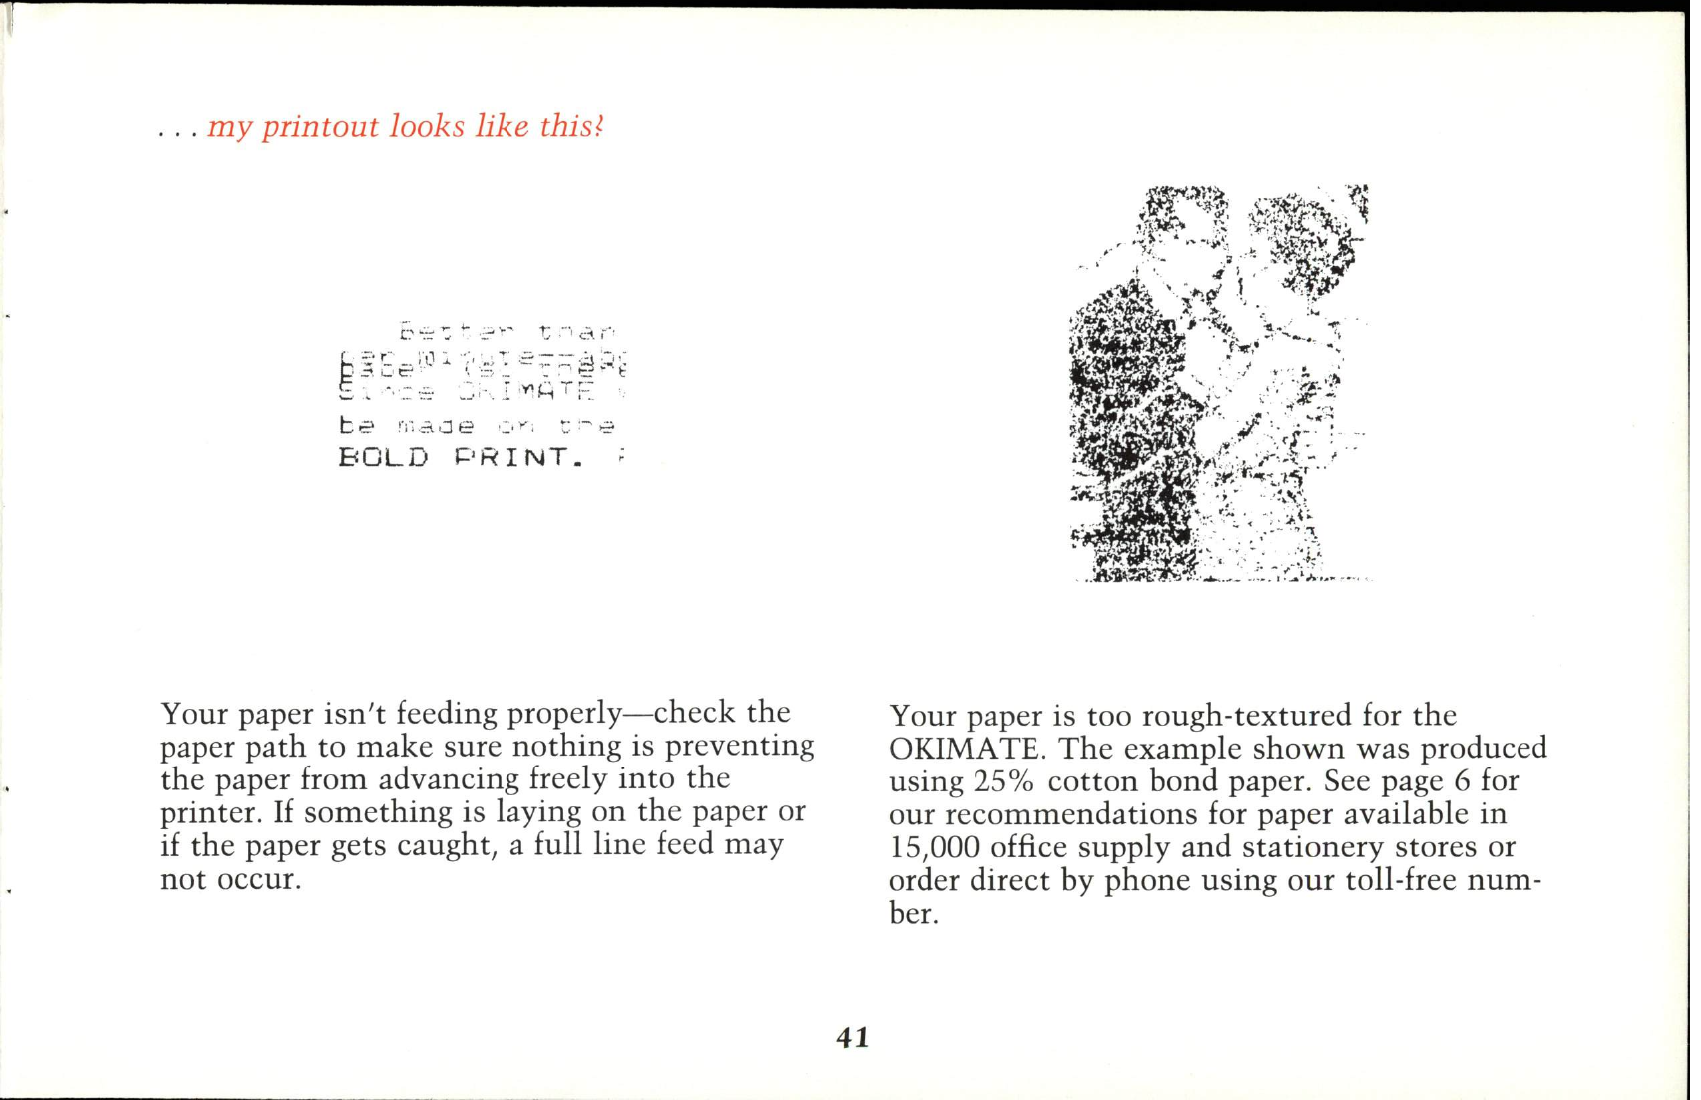 . . . my printout looks like this?
Better than
Since OKIMATE
be made on the
BOLD PRINT.
Your paper isn't feeding properly—check the
paper path to make sure nothing is preventing
the paper from advancing freely into the
printer. If something is laying on the paper or
if the paper gets caught, a full line feed may
not occur.
Your paper is too rough-textured for the
OKIMATE. The example shown was produced
using 25% cotton bond paper. See page 6 for
our recommendations for paper available in
15,000 office supply and stationery stores or
order direct by phone using our toll-free num-
ber.
41